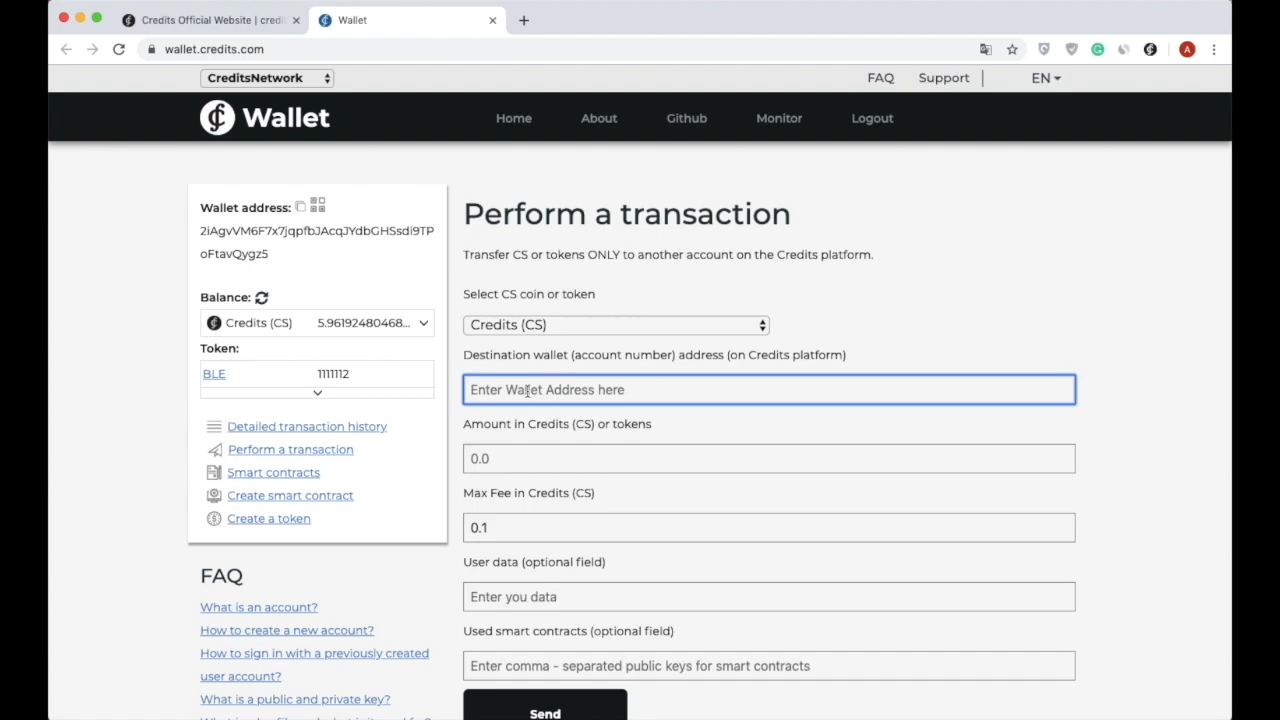 Credits Official Website | credi
Wallet
wallet.credits.com
A
CreditsNetwork
FAQ
Support
EN
Wallet
Home
About
Github
Monitor
Logout
Wallet address:
2iAgvVM6F7x7jqpfbJAcqJYdbGHSsdi9TP
oFtavQygz5
Balance:
Credits (CS) 5.96192480468...
Token:
BLE 1111112
Detailed transaction history
Perform a transaction
Smart contracts
Create smart contract
Create a token
FAQ
What is an account?
How to create a new account?
How to sign in with a previously created
user account?
What is a public and private key?
Perform a transaction
Transfer CS or tokens ONLY to another account on the Credits platform.
Select CS coin or token
Credits (CS)
Destination wallet (account number) address (on Credits platform)
Enter Wallet Address here
Amount in Credits (CS) or tokens
0.0
Max Fee in Credits (CS)
0.1
User data (optional field)
Enter you data
Used smart contracts (optional field)
Enter comma - separated public keys for smart contracts
Send